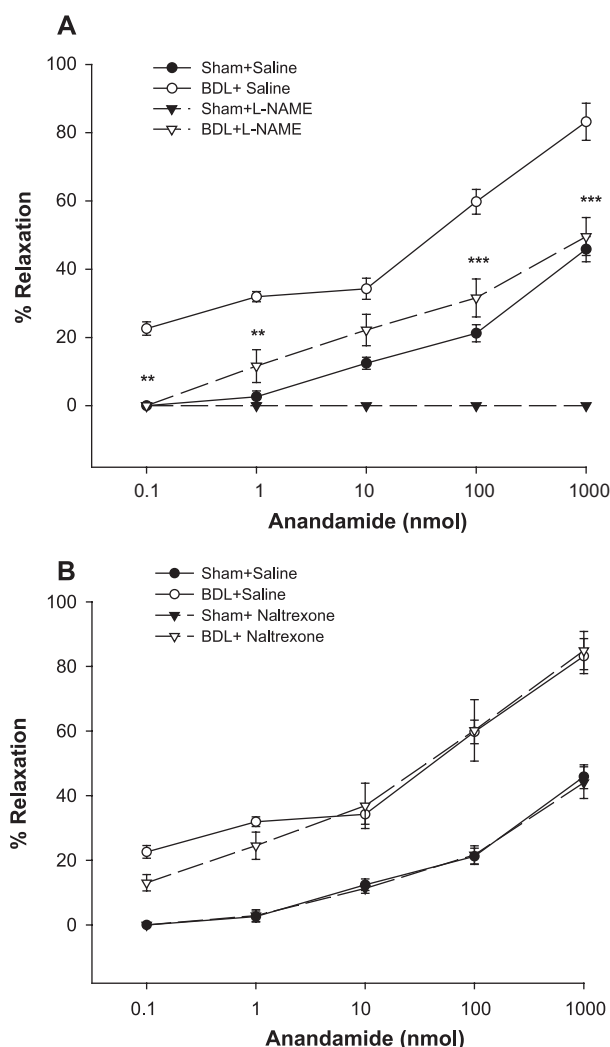 A
Sham+Saline
BDL+ Saline
Sham+L-NAME
BDL+L-NAME
100
80
60
40
20
0
% Relaxation
**
**
***
***
0.1 1 10 100 1000
Anandamide (nmol)
B
Sham+Saline
BDL+Saline
Sham+ Naltrexone
BDL+ Naltrexone
100
80
60
40
20
0
% Relaxation
0.1 1 10 100 1000
Anandamide (nmol)